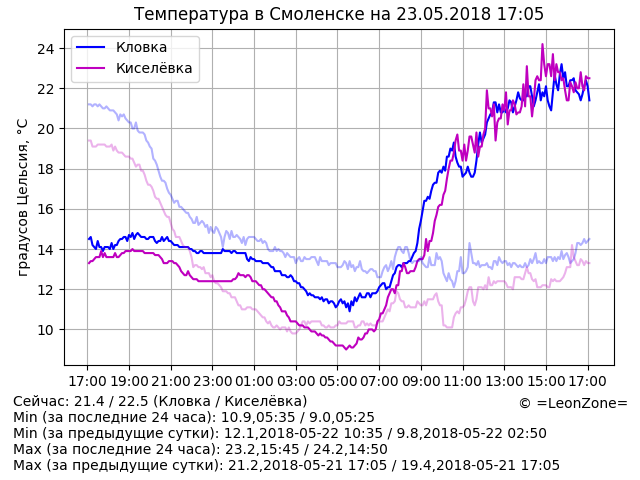 Температура в Смоленске на 23.05.2018 17:05
Кловка
Киселёвка
градусов Цельсия, °C
24
22
20
18
16
14
12
10
17:00 19:00 21:00 23:00 01:00 03:00 05:00 07:00 09:00 11:00 13:00 15:00 17:00
Сейчас: 21.4 / 22.5 (Кловка / Киселёвка)
© =LeonZone=
Min (за последние 24 часа): 10.9,05:35 / 9.0,05:25
Min (за предыдущие сутки): 12.1,2018-05-22 10:35 / 9.8,2018-05-22 02:50
Max (за последние 24 часа): 23.2,15:45 / 24.2,14:50
Max (за предыдущие сутки): 21.2,2018-05-21 17:05 / 19.4,2018-05-21 17:05